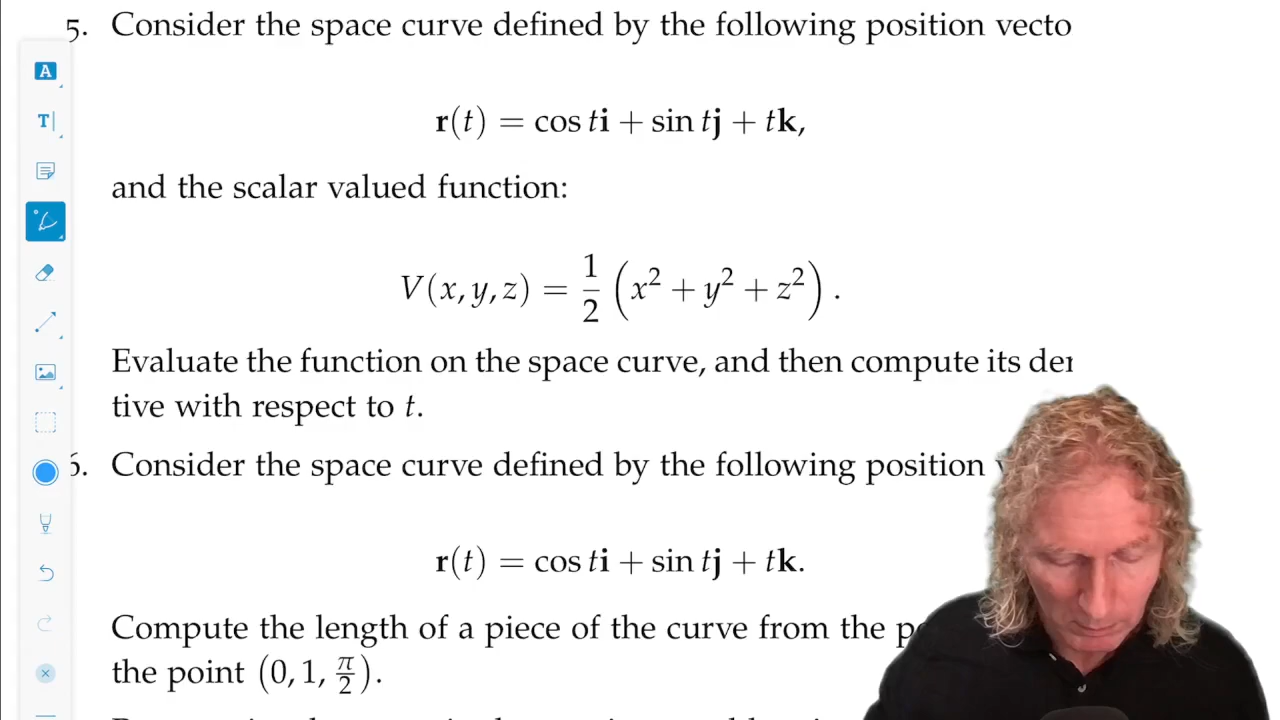 5. Consider the space curve defined by the following position
r(t) = cos ti + sin tj + tk,
and the scalar valued function:
V(x, y, z) = 1/2 (x² + y² + z²).
Evaluate the function on the space curve, and then compute its
tive with respect to t.
6. Consider the space curve defined by the following position
r(t) = cos ti + sin tj + tk.
Compute the length of a piece of the curve from the
the point (0, 1, π/2).
A
T